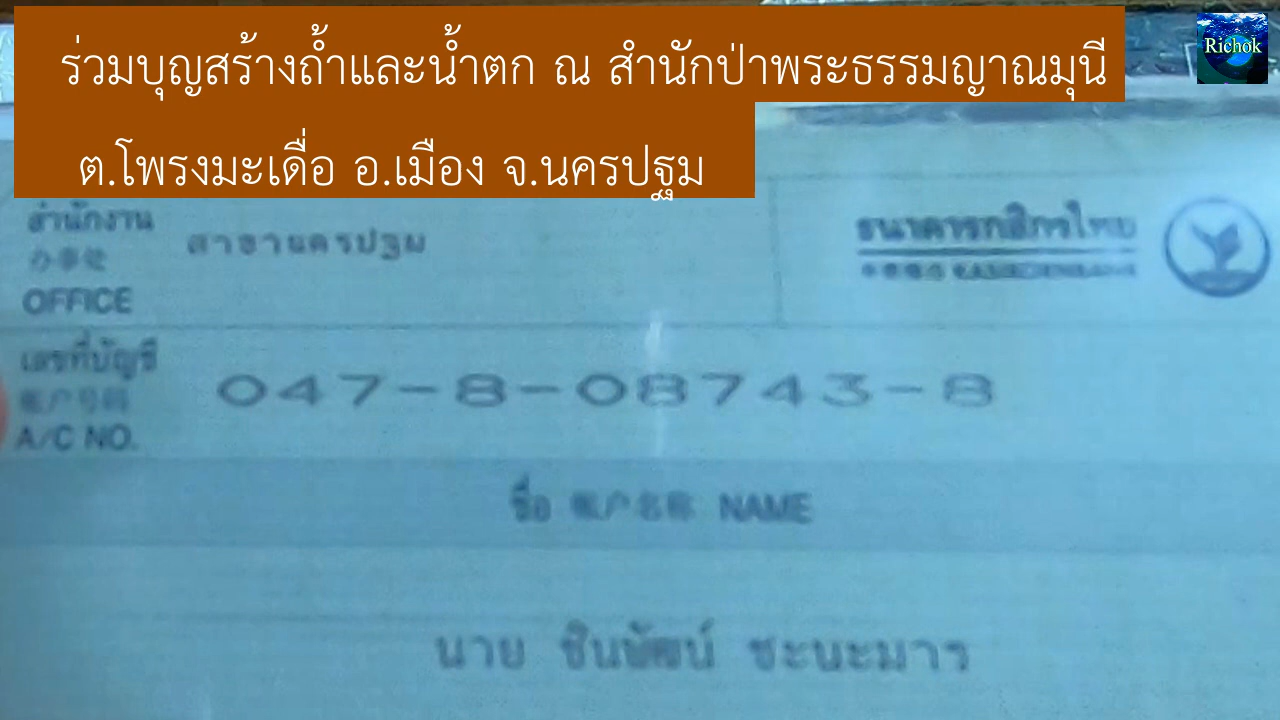 ร่วมบุญสร้างถ้ำและน้ำตก ณ สำนักป่าพระธรรมญาณมุนี
Richok
ต.โพรงมะเดื่อ อ.เมือง จ.นครปฐม
สำนักงาน
สาขานครปฐม
ธนาคารกสิกรไทย
OFFICE
เลขที่บัญชี
047-8-08743-8
A/C NO.
ชื่อ NAME
นาย ชินพัฒน์ ชะนะมาร